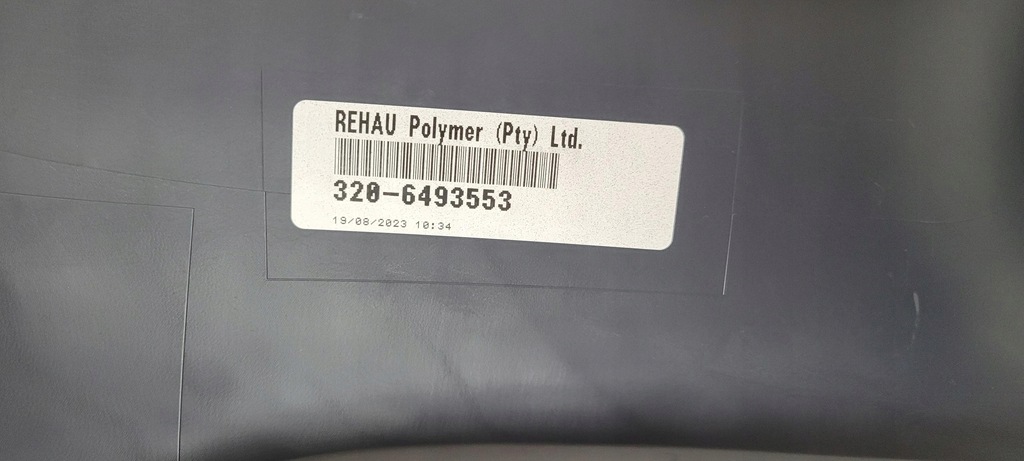 REHAU Polymer (Pty) Ltd.
320-6493553
19/08/2023 10:34